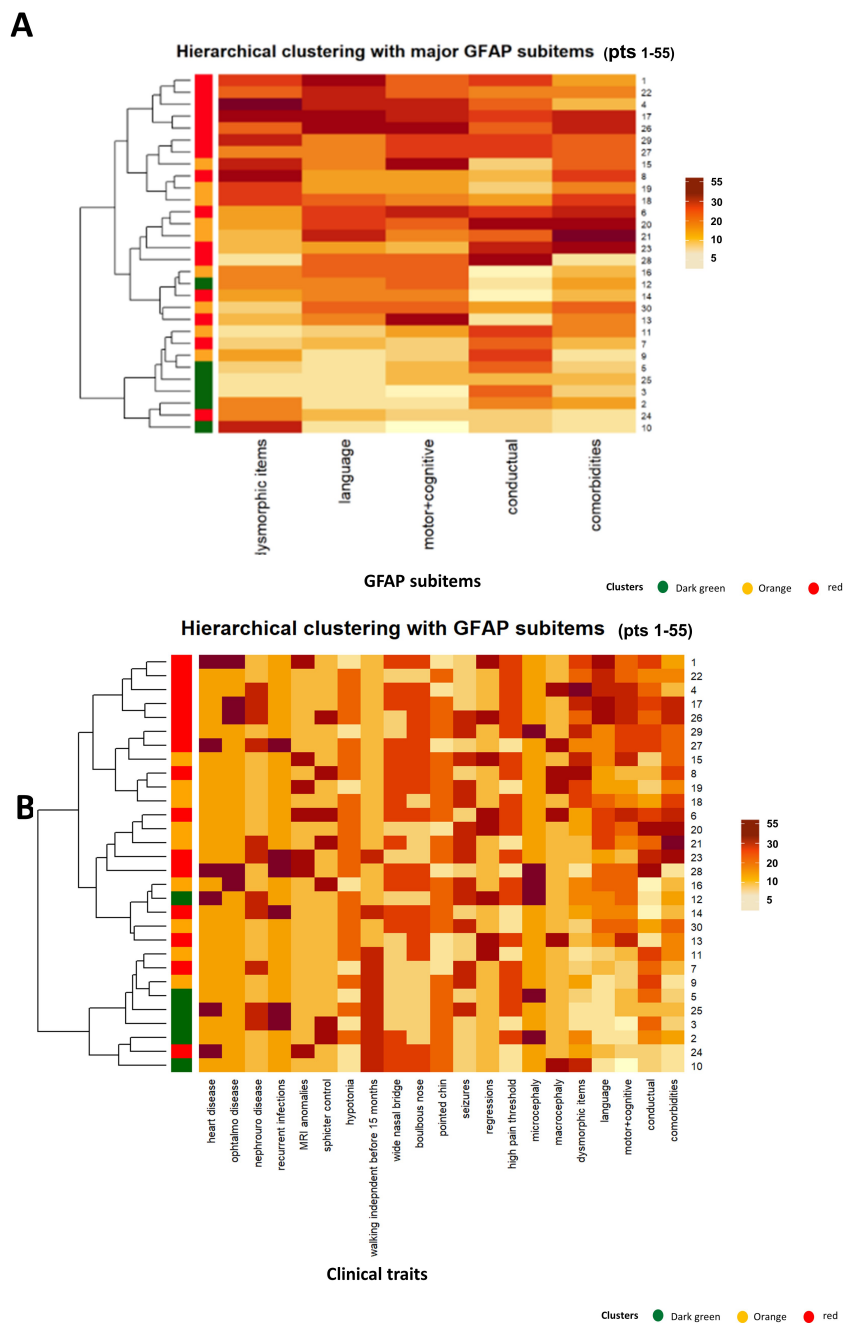 A
Hierarchical clustering with major GFAP subitems (pts 1-55)
1
22
4
17
26
29
27
15
8
19
18
6
20
21
23
28
16
12
14
30
13
11
7
9
5
25
3
2
24
10
55
30
20
10
5
lysmorphic items
language
motor+cognitive
conductual
comorbidities
GFAP subitems
Clusters Dark green Orange red
Hierarchical clustering with GFAP subitems (pts 1-55)
B
1
22
4
17
26
29
27
15
8
19
18
6
20
21
23
28
16
12
14
30
13
11
7
9
5
25
3
2
24
10
55
30
20
10
5
heart disease
ophtalmo disease
nephrouro disease
recurrent infections
MRI anomalies
sphicter control
hypotonia
walking indepndent before 15 months
wide nasal bridge
boulbous nose
pointed chin
seizures
regressions
high pain threshold
microcephaly
macrocephaly
dysmorphic items
language
motor+cognitive
conductual
comorbidities
Clinical traits
Clusters Dark green Orange red